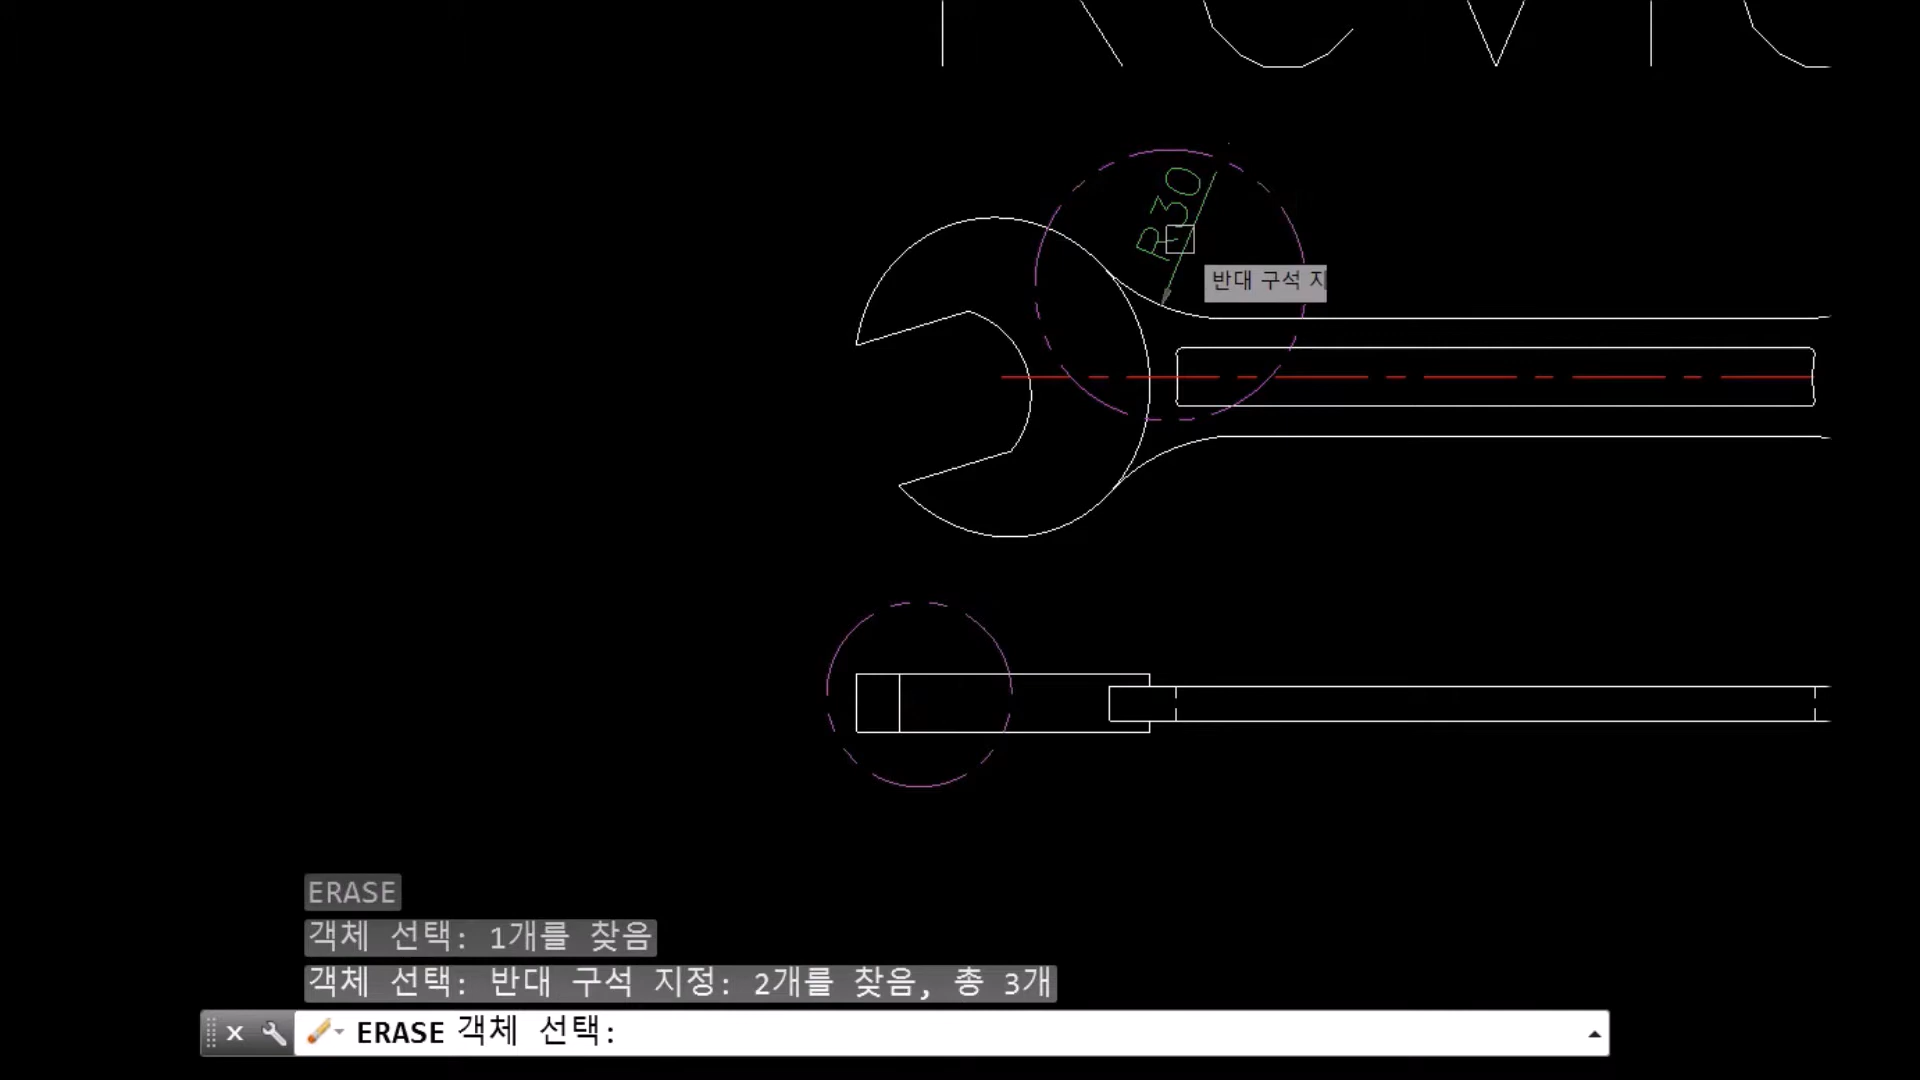 R30
반대 구석 지
ERASE
객체 선택: 1개를 찾음
객체 선택: 반대 구석 지정: 2개를 찾음, 총 3개
ERASE 객체 선택: